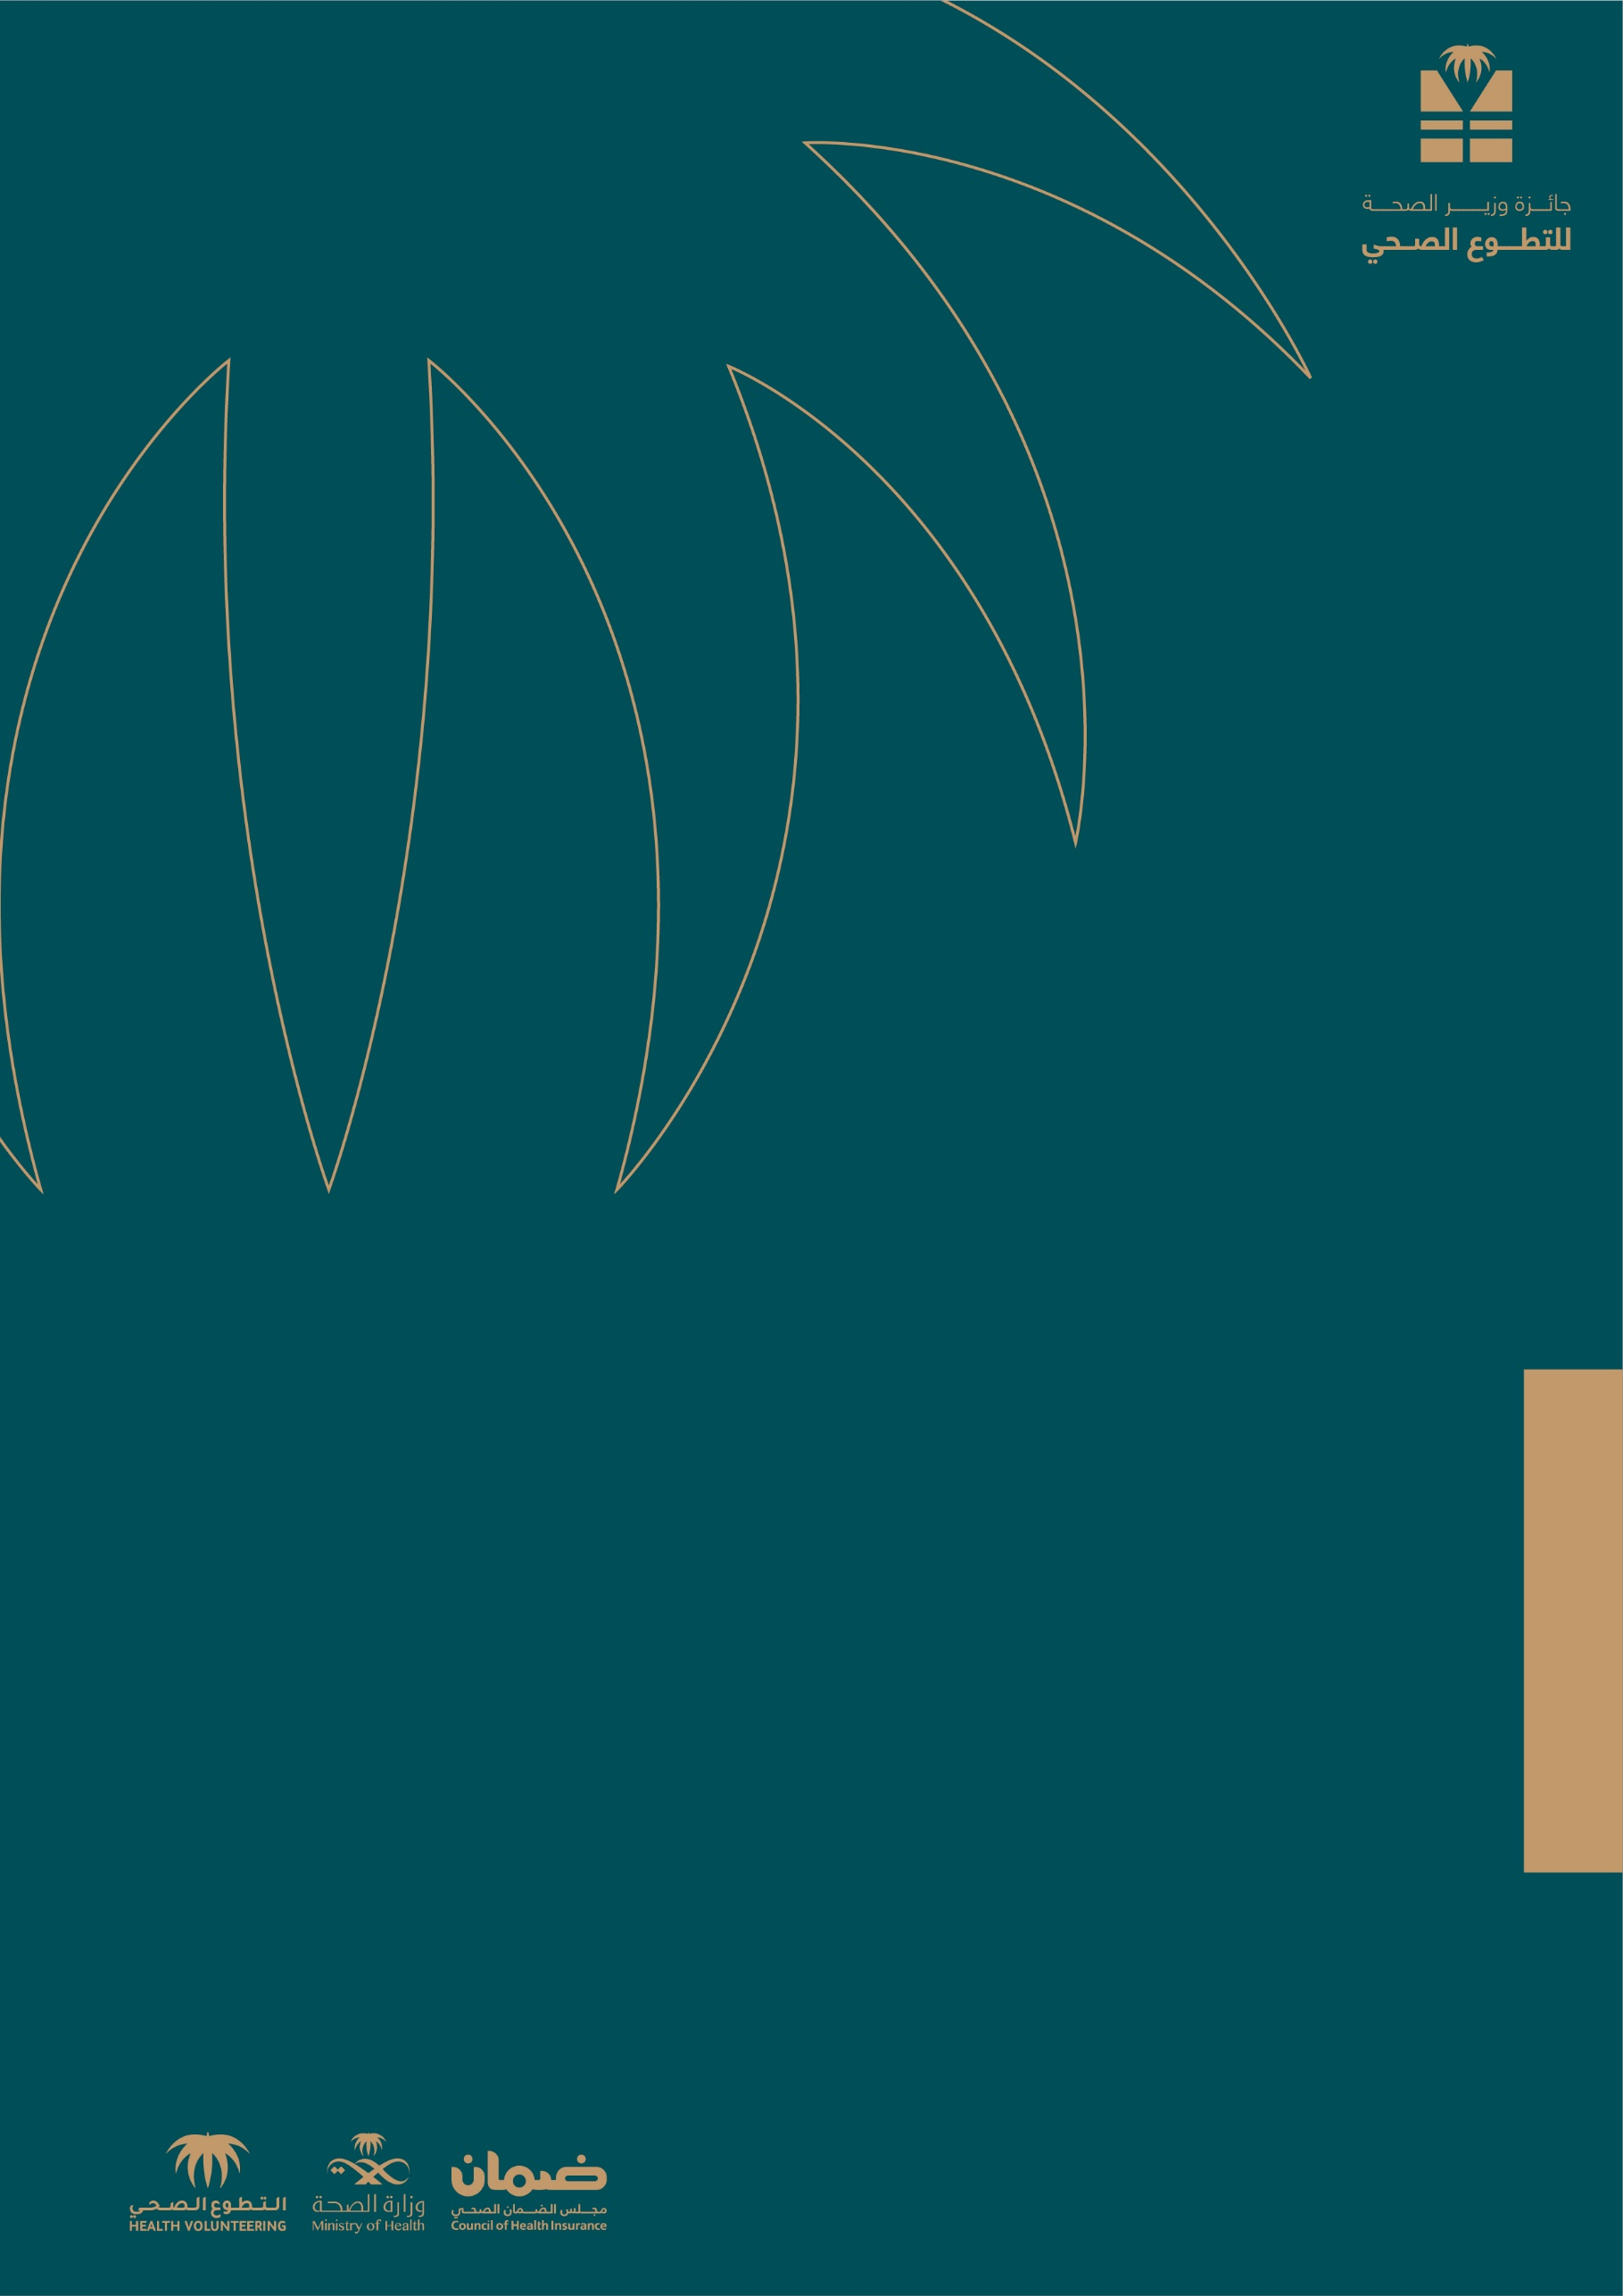 جائزة وزير الصحة
للتطوع الصحي
ضمان
مجلس الضمان الصحي
Council of Health Insurance
وزارة الصحة
Ministry of Health
التطوع الصحي
HEALTH VOLUNTEERING